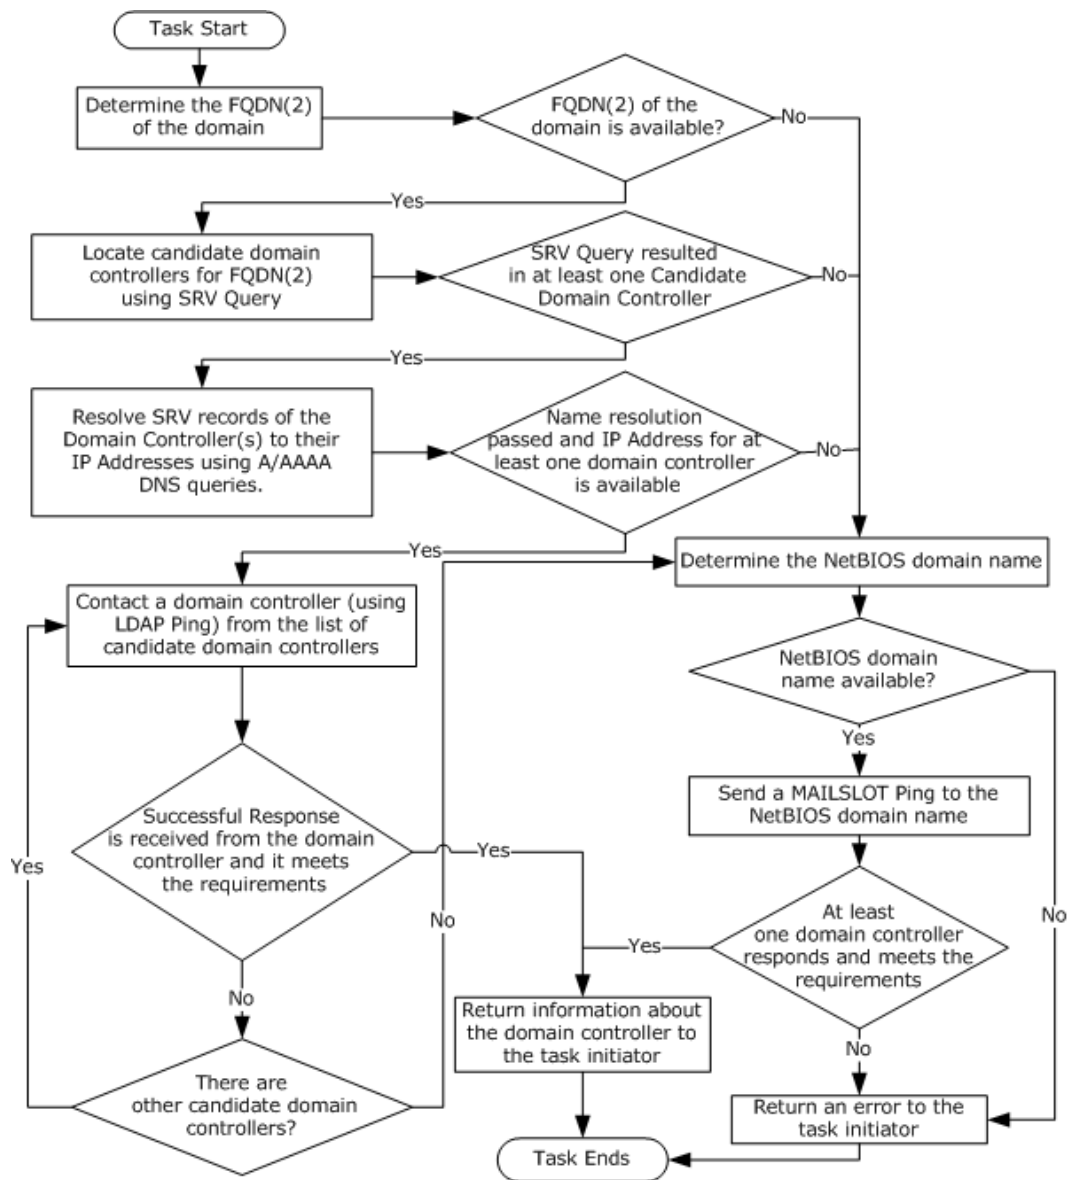 Task Start
Determine the FQDN(2)
of the domain
FQDN(2) of the
domain is available?
No
Yes
Locate candidate domain
controllers for FQDN(2)
using SRV Query
SRV Query resulted
in at least one Candidate
Domain Controller
No
Yes
Resolve SRV records of the
Domain Controller(s) to their
IP Addresses using A/AAAA
DNS queries.
Name resolution
passed and IP Address for at
least one domain controller
is available
No
Yes
Determine the NetBIOS domain name
Contact a domain controller (using
LDAP Ping) from the list of
candidate domain controllers
NetBIOS domain
name available?
Yes
No
Send a MAILSLOT Ping to the
NetBIOS domain name
Successful Response
is received from the domain
controller and it meets
the requirements
Yes
Yes
No
No
At least
one domain controller
responds and meets the
requirements
Yes
No
Return information about
the domain controller to
the task initiator
There are
other candidate domain
controllers?
Return an error to the
task initiator
Task Ends